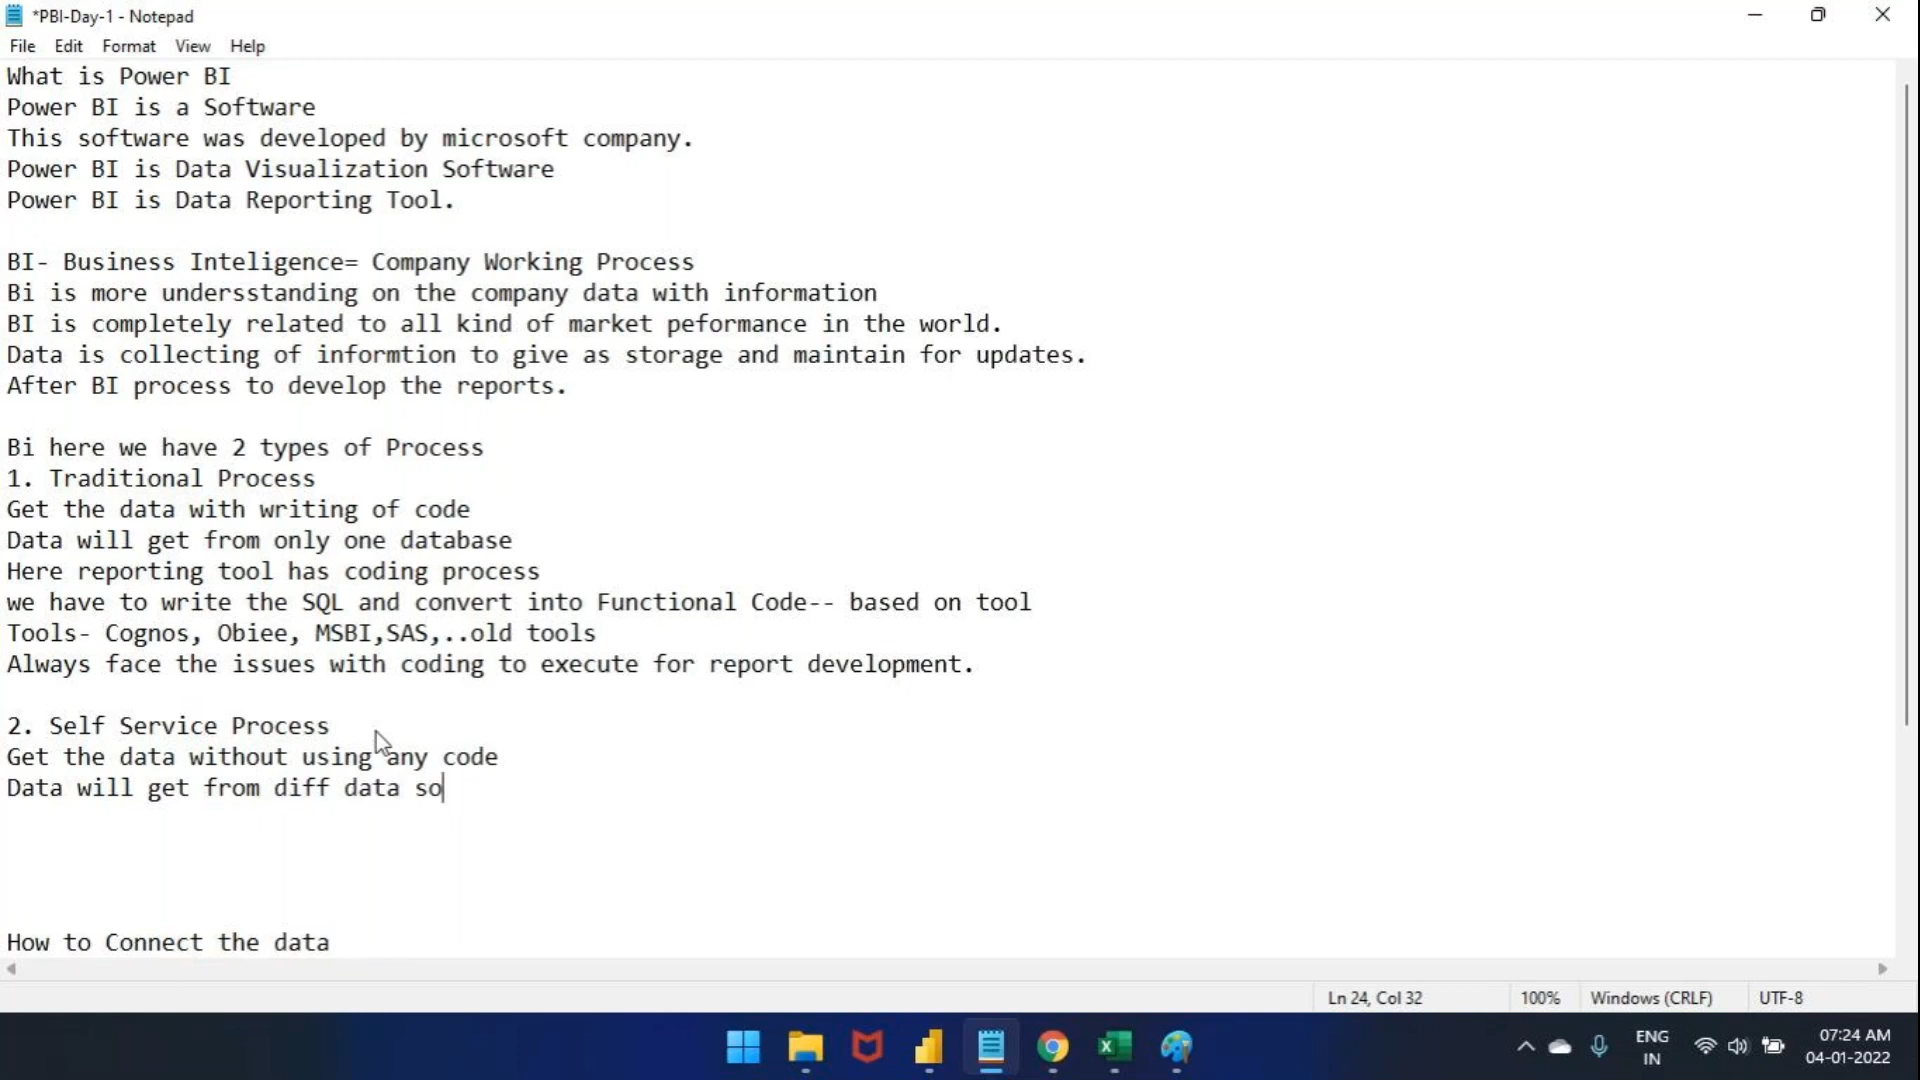 *PBI-Day-1 - Notepad
File Edit Format View Help
What is Power BI
Power BI is a Software
This software was developed by microsoft company.
Power BI is Data Visualization Software
Power BI is Data Reporting Tool.
BI- Business Inteligence= Company Working Process
Bi is more undersstanding on the company data with information
BI is completely related to all kind of market peformance in the world.
Data is collecting of informtion to give as storage and maintain for updates.
After BI process to develop the reports.
Bi here we have 2 types of Process
1. Traditional Process
Get the data with writing of code
Data will get from only one database
Here reporting tool has coding process
we have to write the SQL and convert into Functional Code-- based on tool
Tools- Cognos, Obiee, MSBI,SAS,..old tools
Always face the issues with coding to execute for report development.
2. Self Service Process
Get the data without using any code
Data will get from diff data so
How to Connect the data
Ln 24, Col 32 100% Windows (CRLF) UTF-8
ENG 07:24 AM
IN 04-01-2022